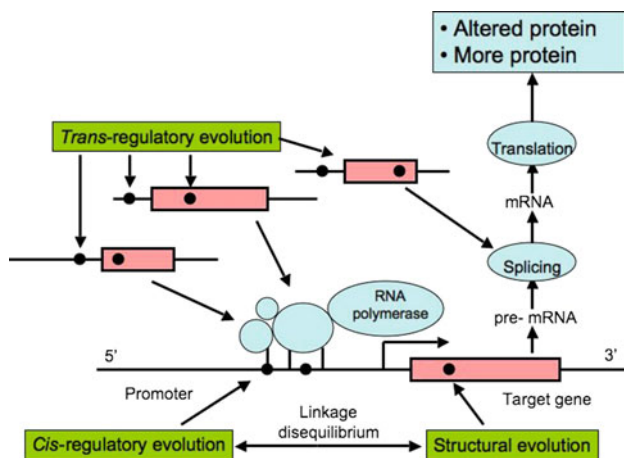 • Altered protein
• More protein
Trans-regulatory evolution
Translation
mRNA
Splicing
RNA
polymerase
pre- mRNA
5'
3'
Promoter
Target gene
Linkage
disequilibrium
Cis-regulatory evolution
Structural evolution